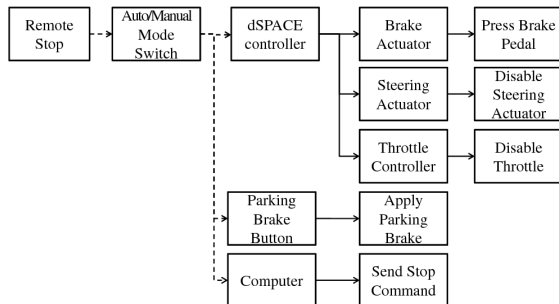 Remote
Stop
Auto/Manual
Mode
Switch
dSPACE
controller
Brake
Actuator
Press Brake
Pedal
Steering
Actuator
Disable
Steering
Actuator
Throttle
Controller
Disable
Throttle
Parking
Brake
Button
Apply
Parking
Brake
Computer
Send Stop
Command